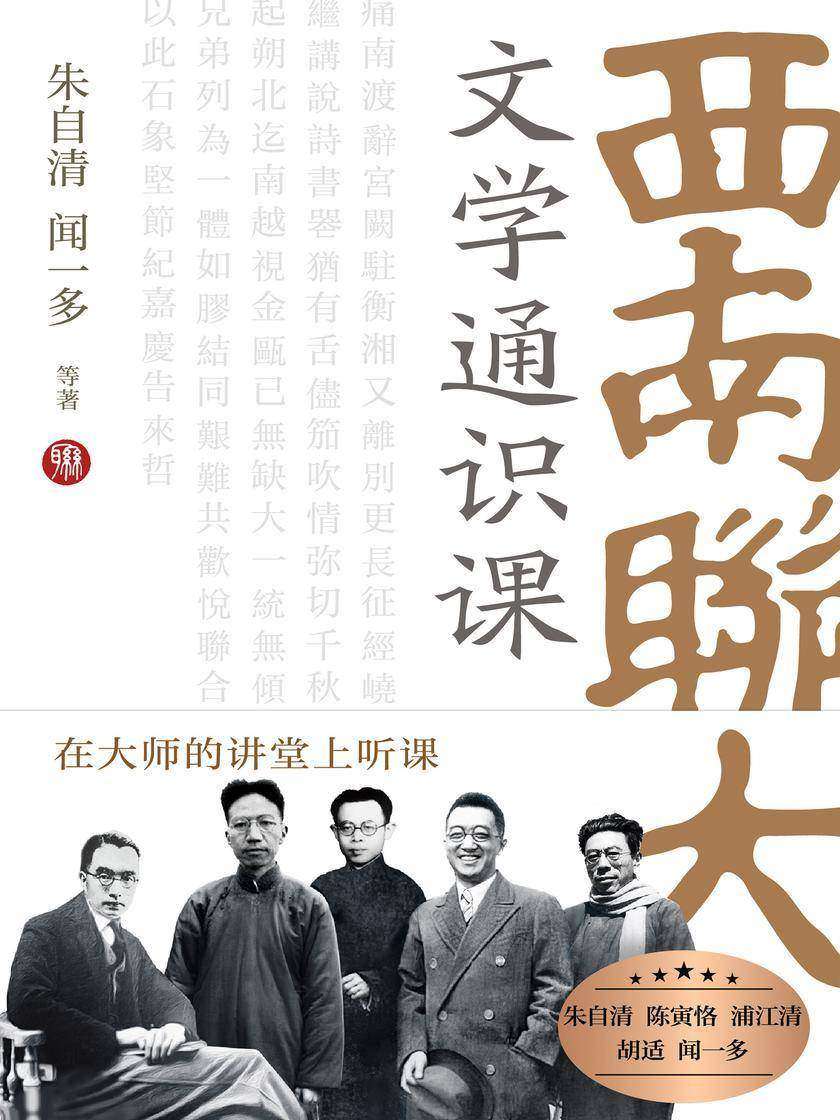 西南聯大
文学通识课
痛南渡辭宮闕駐衡湘又離別更長征經嶢
繼講說詩書喪猶有舌儘笳吹情弥切千秋
起朔北迄南越視金甌已無缺大一統無傾
兄弟列為一體如膠結同艱難共歡悅聯合
以此石象堅節紀嘉慶告來哲
朱自清 闻一多
等著
聯
在大师的讲堂上听课
朱自清 陈寅恪 浦江清
胡适 闻一多